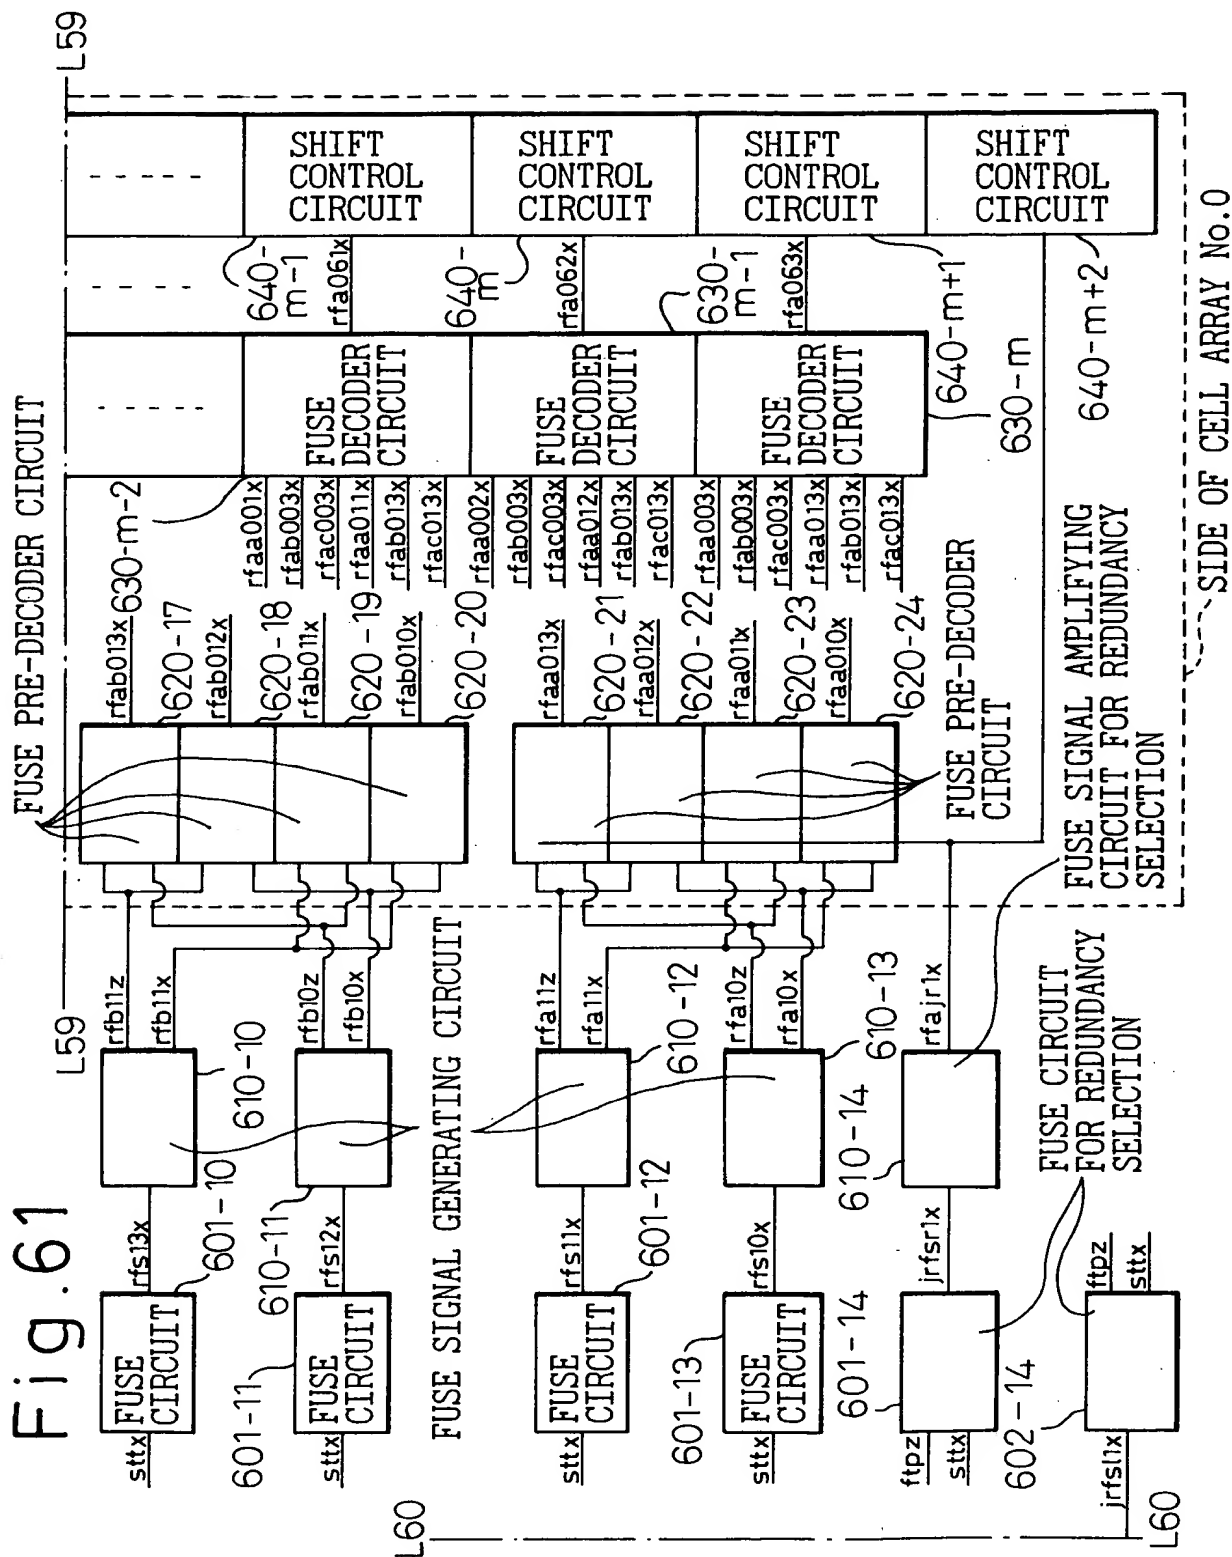 Fig.61
L59
L59
FUSE PRE-DECODER CIRCUIT
sttx
FUSE
CIRCUIT
601-10
rfs13x
610-10
rfb11z
rfb11x
sttx
601-11
FUSE
CIRCUIT
rfs12x
610-11
rfb10z
rfb10x
FUSE SIGNAL GENERATING CIRCUIT
sttx
FUSE
CIRCUIT
601-12
rfs11x
610-12
rfa11z
rfa11x
sttx
601-13
FUSE
CIRCUIT
rfs10x
610-13
rfa10z
rfa10x
ftpz
sttx
601-14
jrfsr1x
610-14
rfajr1x
602-14
jrfsl1x
ftpz
sttx
L60
L60
FUSE CIRCUIT
FOR REDUNDANCY
SELECTION
FUSE SIGNAL AMPLIFYING
CIRCUIT FOR REDUNDANCY
SELECTION
rfab013x
620-17
rfab012x
620-18
rfab011x
620-19
rfab010x
620-20
rfaa013x
620-21
rfaa012x
620-22
rfaa011x
620-23
rfaa010x
620-24
FUSE PRE-DECODER
CIRCUIT
630-m-2
rfaa001x
rfab003x
rfac003x
rfaa011x
rfab013x
rfac013x
rfaa002x
rfab003x
rfac003x
rfaa012x
rfab013x
rfac013x
rfaa003x
rfab003x
rfac003x
rfaa013x
rfab013x
rfac013x
FUSE
DECODER
CIRCUIT
FUSE
DECODER
CIRCUIT
FUSE
DECODER
CIRCUIT
640-
m-1
rfa061x
640-
m
rfa062x
630-
m-1
rfa063x
640-m+1
630-m
640-m+2
SHIFT
CONTROL
CIRCUIT
SHIFT
CONTROL
CIRCUIT
SHIFT
CONTROL
CIRCUIT
SHIFT
CONTROL
CIRCUIT
SIDE OF CELL ARRAY No.0